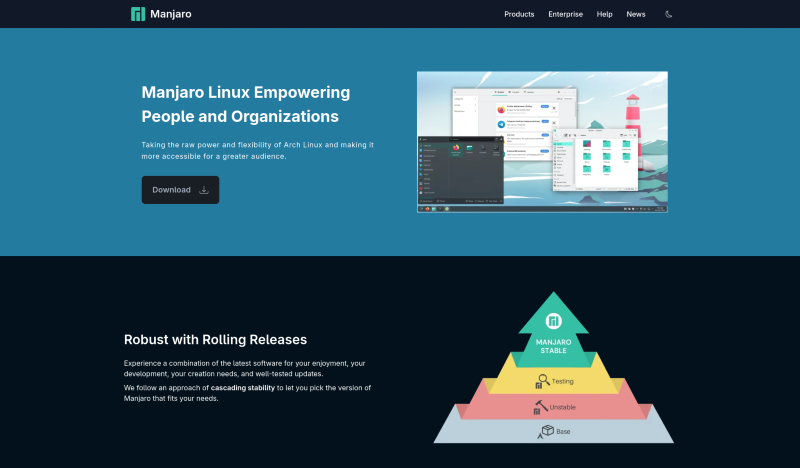 Manjaro
Products Enterprise Help News
Manjaro Linux Empowering
People and Organizations
Taking the raw power and flexibility of Arch Linux and making it
more accessible for a greater audience.
Download
Robust with Rolling Releases
Experience a combination of the latest software for your enjoyment, your
development, your creation needs, and well-tested updates.
We follow an approach of cascading stability to let you pick the version of
Manjaro that fits your needs.
MANJARO
STABLE
Testing
Unstable
Base